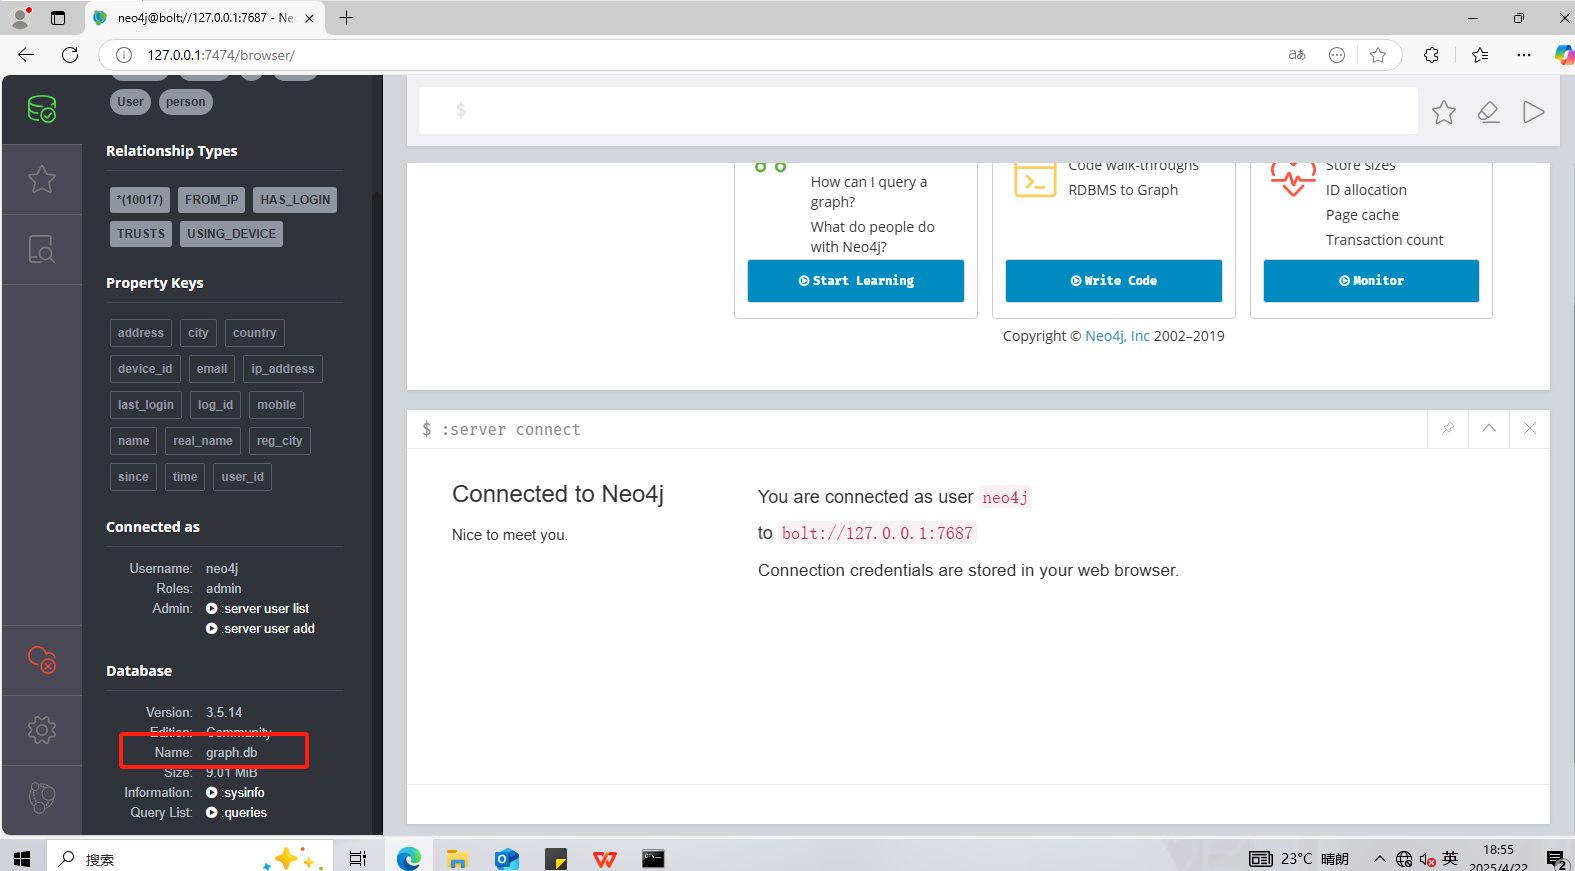 neo4j@bolt://127.0.0.1:7687 - Ne
127.0.0.1:7474/browser/
aあ
User
person
Relationship Types
*(10017)
FROM_IP
HAS_LOGIN
TRUSTS
USING_DEVICE
Property Keys
address
city
country
device_id
email
ip_address
last_login
log_id
mobile
name
real_name
reg_city
since
time
user_id
Connected as
Username: neo4j
Roles: admin
Admin: :server user list
:server user add
Database
Version: 3.5.14
Edition: Community
Name: graph.db
Size: 9.01 MiB
Information: :sysinfo
Query List: :queries
$
How can I query a
graph?
What do people do
with Neo4j?
Start Learning
Code walk-throughs
RDBMS to Graph
Write Code
Store sizes
ID allocation
Page cache
Transaction count
Monitor
Copyright © Neo4j, Inc 2002–2019
$ :server connect
Connected to Neo4j
Nice to meet you.
You are connected as user neo4j
to bolt://127.0.0.1:7687
Connection credentials are stored in your web browser.
搜索
23°C 晴朗
英
18:55
2025/4/22
2